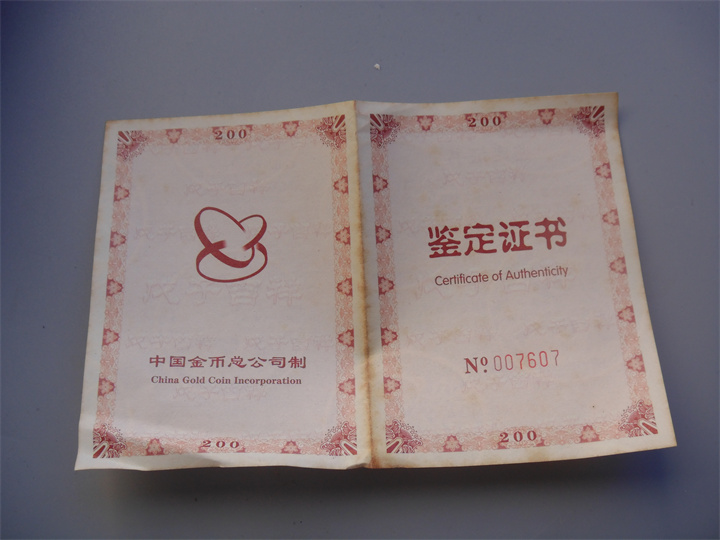 200
中国金币总公司制
China Gold Coin Incorporation
200
200
鉴定证书
Certificate of Authenticity
Nº 007607
200